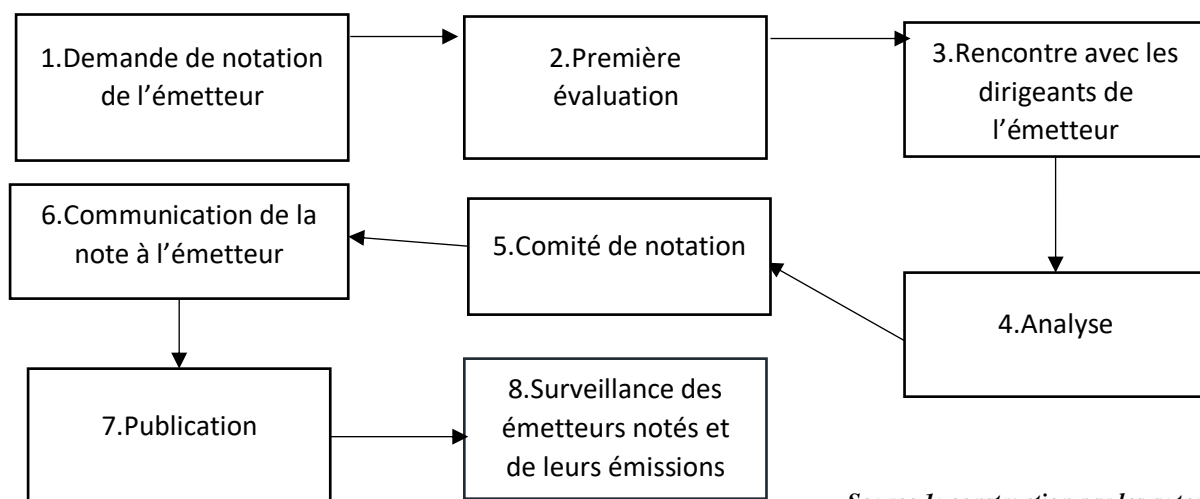 1.Demande de notation
de l’émetteur
2.Première
évaluation
3.Rencontre avec les
dirigeants de
l’émetteur
4.Analyse
5.Comité de notation
6.Communication de la
note à l’émetteur
7.Publication
8.Surveillance des
émetteurs notés et
de leurs émissions